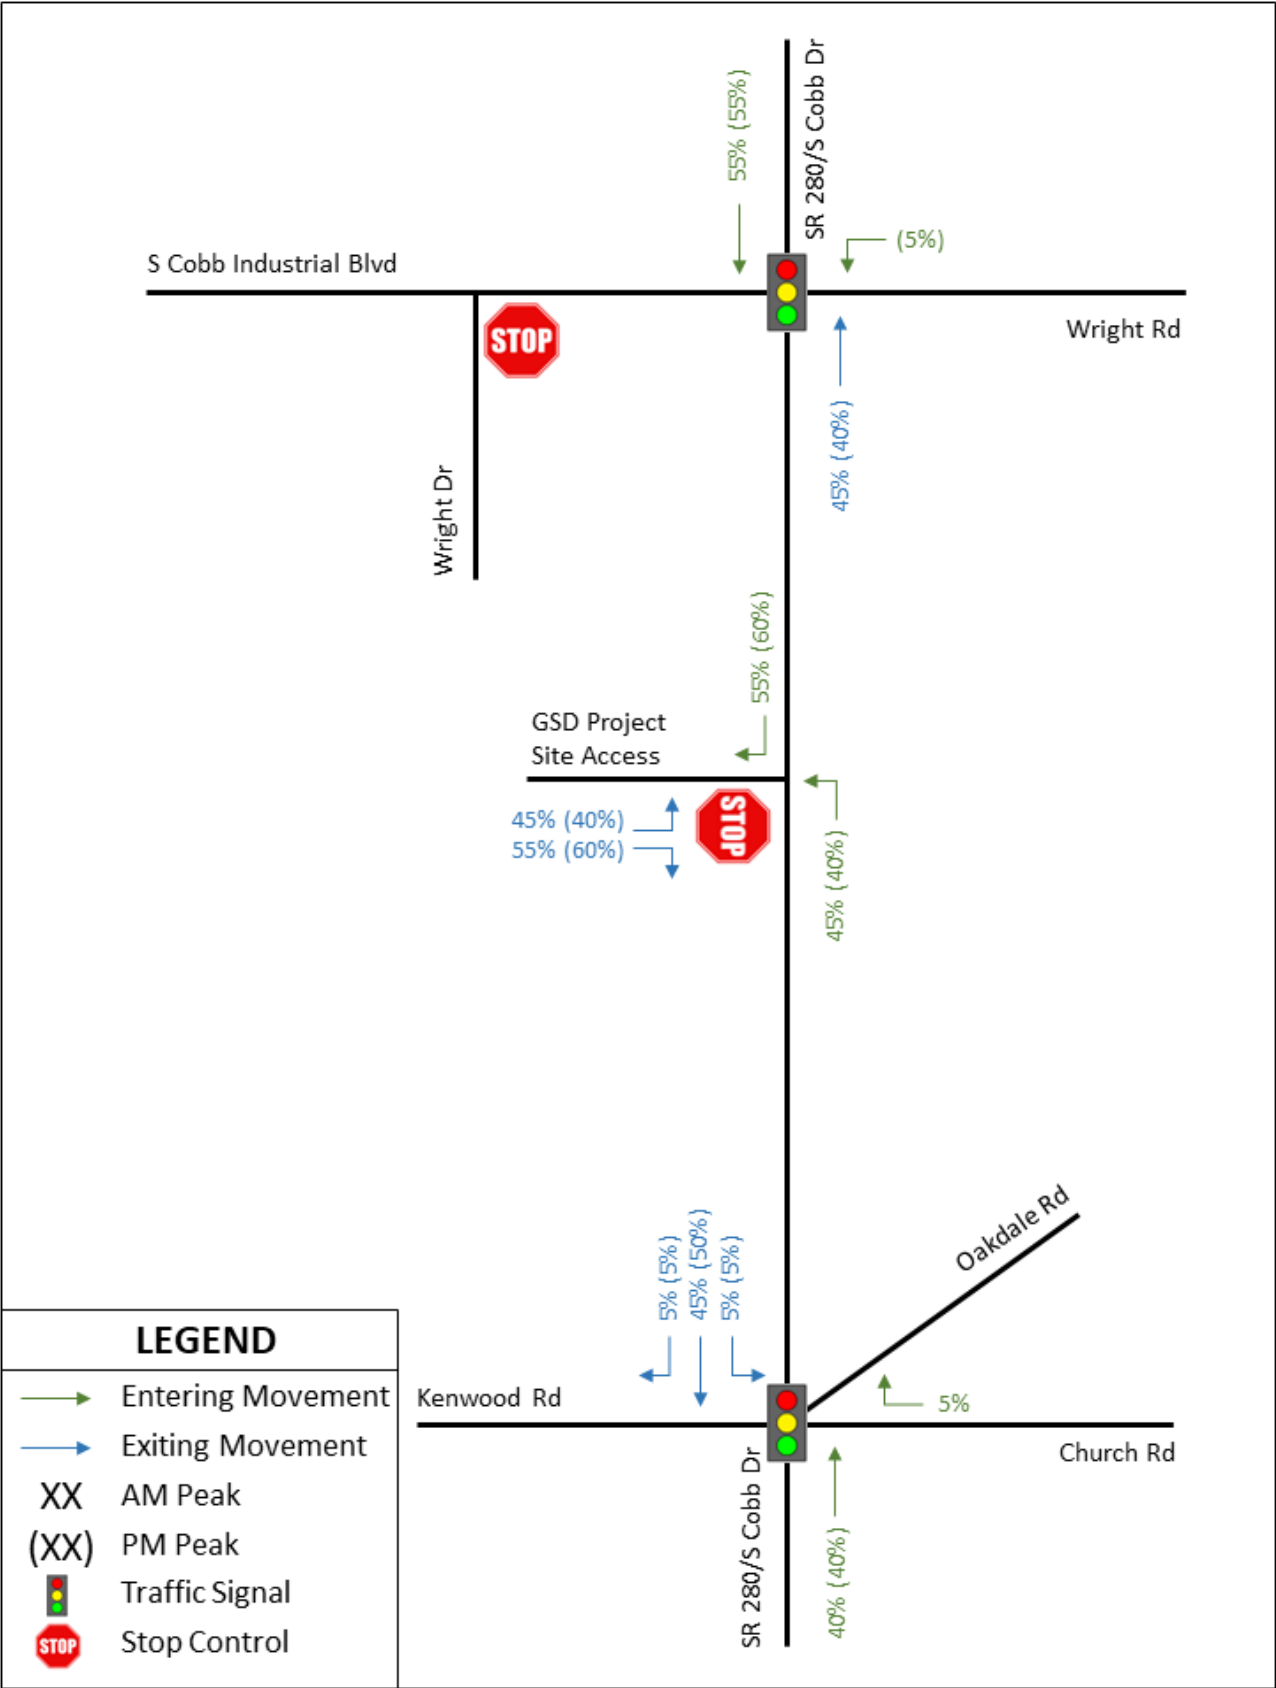 SR 280/S Cobb Dr
55% (55%)
(5%)
S Cobb Industrial Blvd
Wright Rd
STOP
45% (40%)
Wright Dr
55% (60%)
GSD Project
Site Access
STOP
45% (40%)
55% (60%)
45% (40%)
Oakdale Rd
5% (5%)
45% (50%)
5% (5%)
Kenwood Rd
5%
Church Rd
SR 280/S Cobb Dr
40% (40%)
LEGEND
Entering Movement
Exiting Movement
XX AM Peak
(XX) PM Peak
Traffic Signal
STOP Stop Control